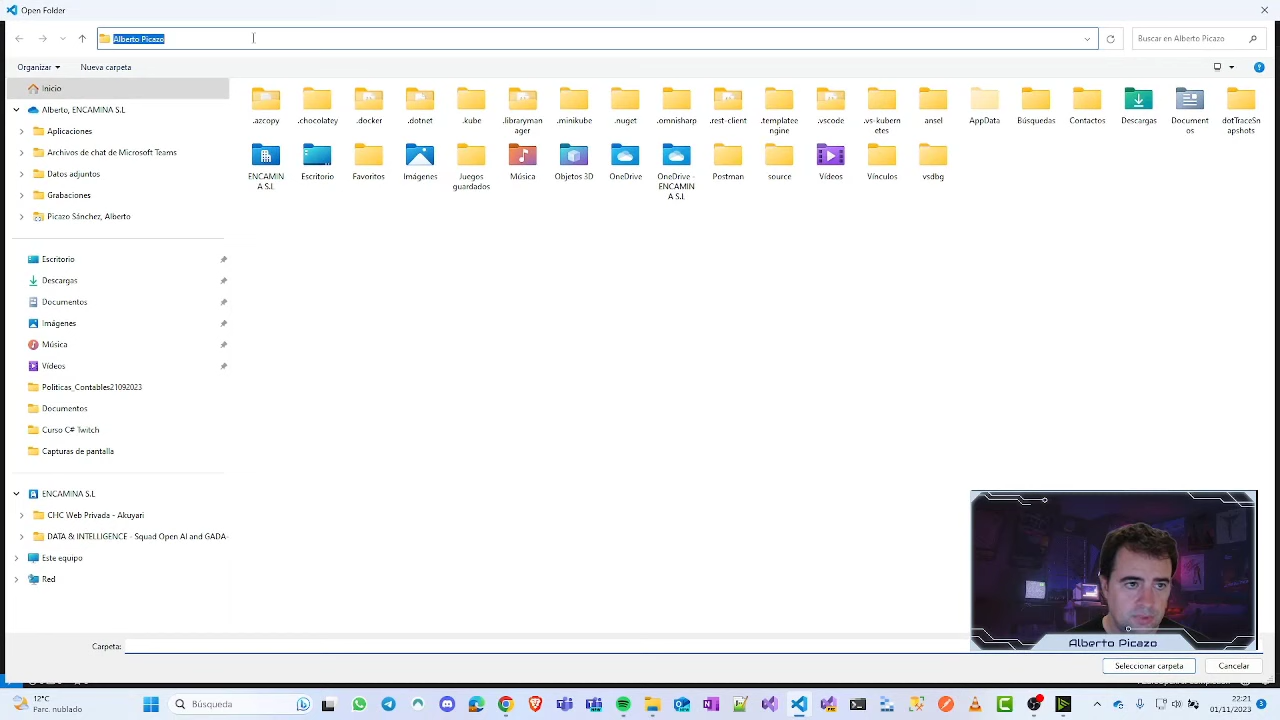 Open Folder
Alberto Picazo
Buscar en Alberto Picazo
Organizar
Nueva carpeta
Inicio
Alberto, ENCAMINA S.L
Aplicaciones
Archivos de chat de Microsoft Teams
Datos adjuntos
Grabaciones
Picazo Sánchez, Alberto
Escritorio
Descargas
Documentos
Imágenes
Música
Vídeos
Politicas_Contables21092023
Documentos
Curso C# Twitch
Capturas de pantalla
ENCAMINA S.L
CHC Web Privada - Akuyari
DATA & INTELLIGENCE - Squad Open AI and GADA-
Este equipo
Red
.azcopy
.chocolatey
.docker
.dotnet
.kube
.librarymanager
.minikube
.nuget
.omnisharp
.rest-client
.templateengine
.vscode
.vs-kubernetes
ansel
AppData
Búsquedas
Contactos
Descargas
Documentos
dotTraceSnapshots
ENCAMINA S.L
Escritorio
Favoritos
Imágenes
Juegos guardados
Música
Objetos 3D
OneDrive
OneDrive - ENCAMINA S.L
Postman
source
Vídeos
Vínculos
vsdbg
Alberto Picazo
Carpeta:
Seleccionar carpeta
Cancelar
12°C
Parc. nublado
Búsqueda
22:21
01/11/2023